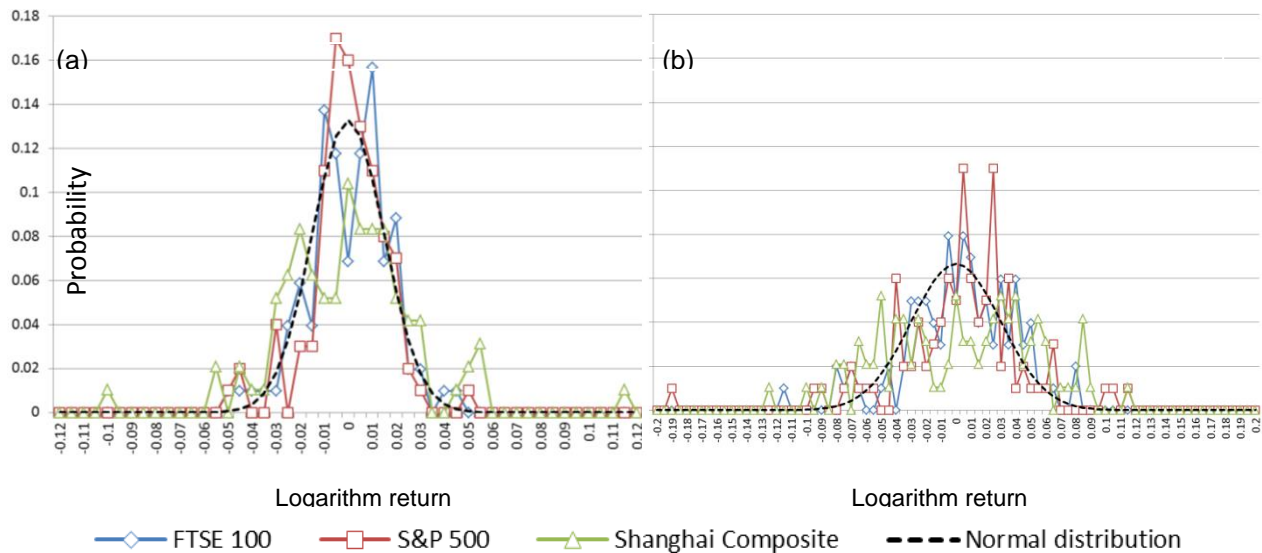 0.18
0.16
0.14
0.12
0.1
0.08
0.06
0.04
0.02
0
Probability
(a)
-0.12 -0.11 -0.1 -0.09 -0.08 -0.07 -0.06 -0.05 -0.04 -0.03 -0.02 -0.01 0 0.01 0.02 0.03 0.04 0.05 0.06 0.07 0.08 0.09 0.1 0.11 0.12
Logarithm return
(b)
-0.2 -0.19 -0.18 -0.17 -0.16 -0.15 -0.14 -0.13 -0.12 -0.11 -0.1 -0.09 -0.08 -0.07 -0.06 -0.05 -0.04 -0.03 -0.02 -0.01 0 0.01 0.02 0.03 0.04 0.05 0.06 0.07 0.08 0.09 0.1 0.11 0.12 0.13 0.14 0.15 0.16 0.17 0.18 0.19 0.2
Logarithm return
FTSE 100 S&P 500 Shanghai Composite Normal distribution